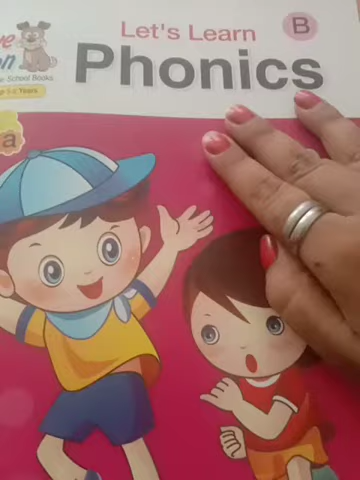 Let's Learn
B
Phonics
School Books
Years
a